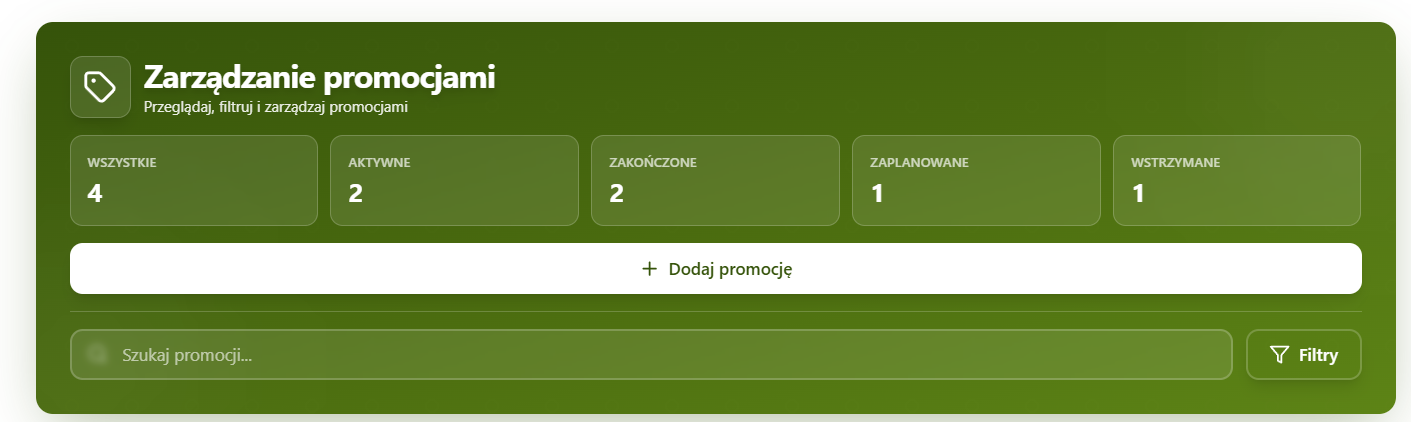 Zarządzanie promocjami
Przeglądaj, filtruj i zarządzaj promocjami
WSZYSTKIE
4
AKTYWNE
2
ZAKOŃCZONE
2
ZAPLANOWANE
1
WSTRZYMANE
1
Dodaj promocję
Szukaj promocji...
Filtry